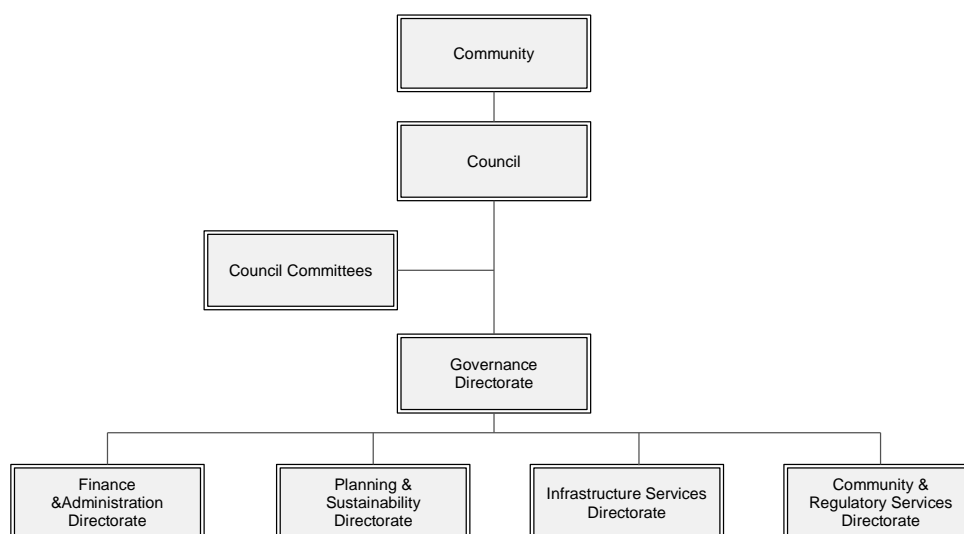 Community
Council
Council Committees
Governance
Directorate
Finance
&Administration
Directorate
Planning &
Sustainability
Directorate
Infrastructure Services
Directorate
Community &
Regulatory Services
Directorate